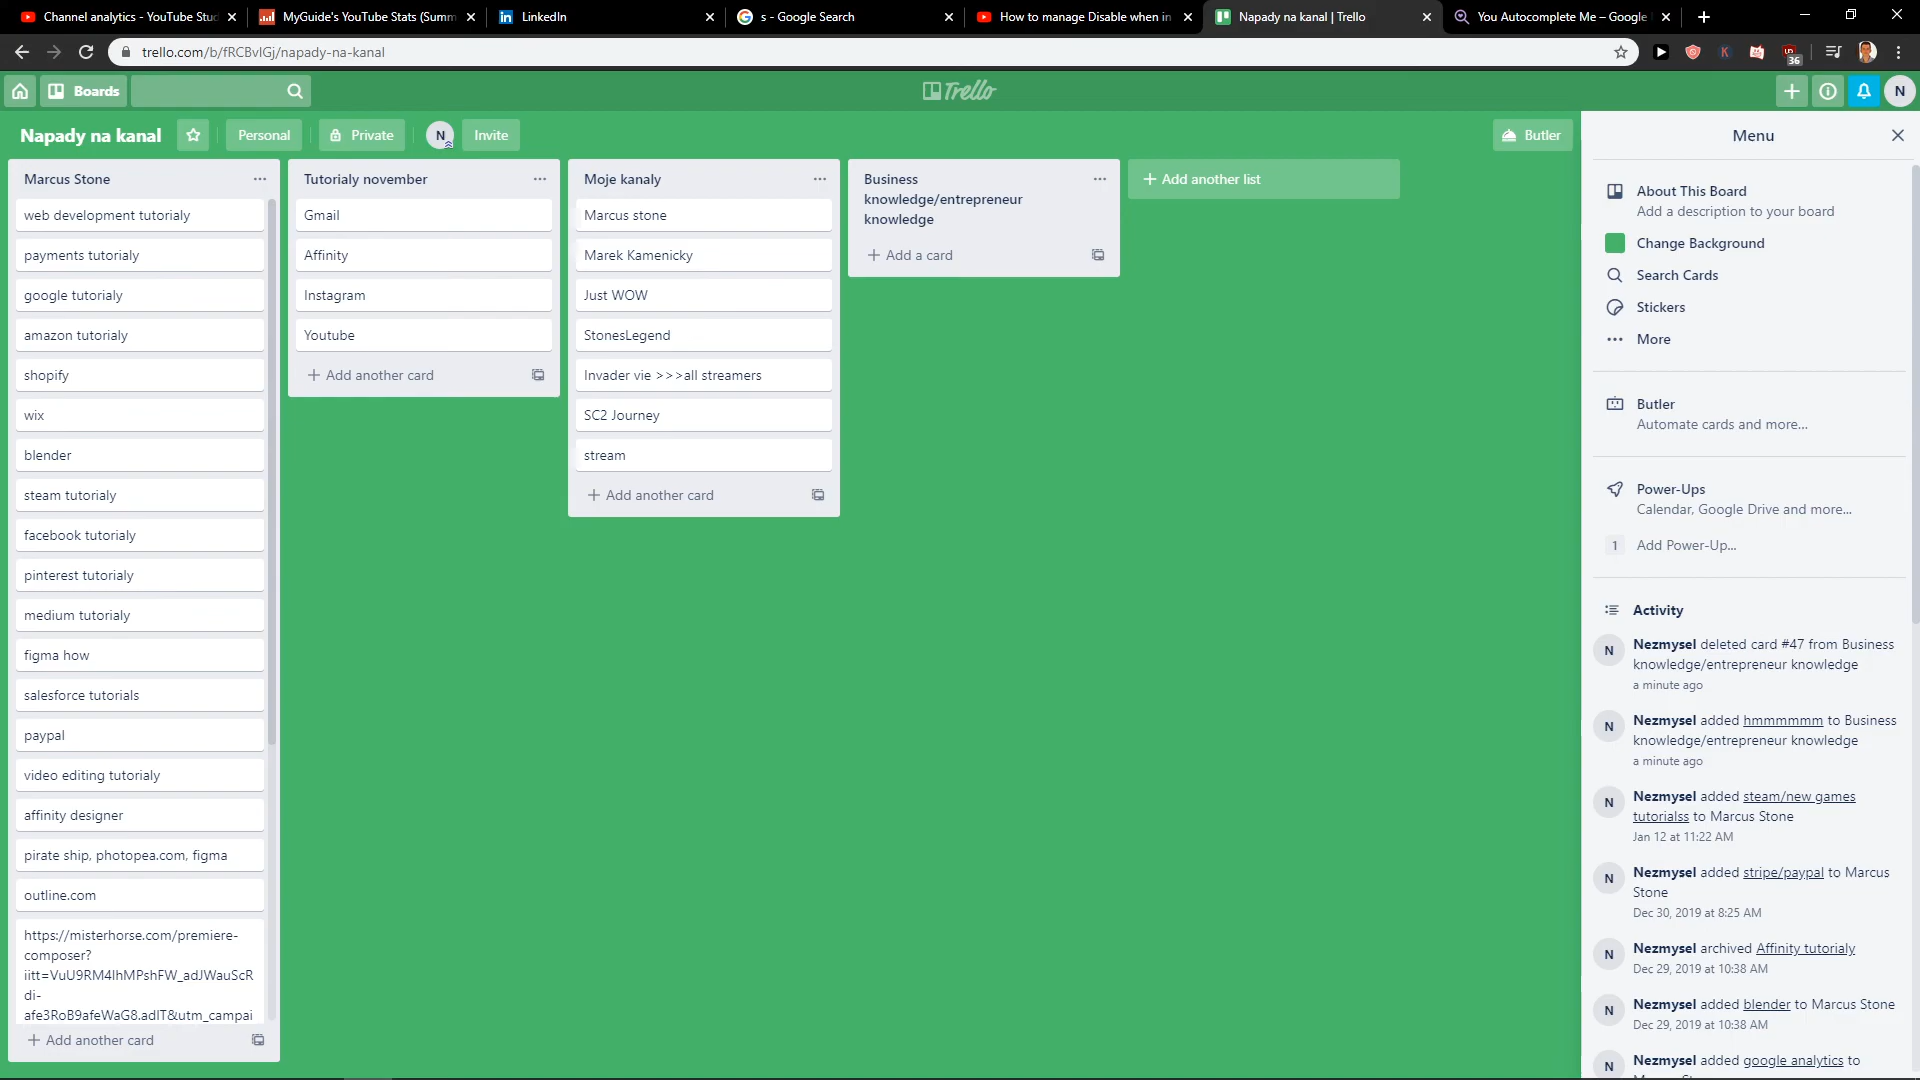 Channel analytics - YouTube Stu
MyGuide's YouTube Stats (Summ
LinkedIn
s - Google Search
How to manage Disable when in
Napady na kanal | Trello
You Autocomplete Me – Google
trello.com/b/fRCBvlGj/napady-na-kanal
36
Boards
Trello
N
Napady na kanal
Personal
Private
N
Invite
Butler
Marcus Stone
web development tutorialy
payments tutorialy
google tutorialy
amazon tutorialy
shopify
wix
blender
steam tutorialy
facebook tutorialy
pinterest tutorialy
medium tutorialy
figma how
salesforce tutorials
paypal
video editing tutorialy
affinity designer
pirate ship, photopea.com, figma
outline.com
https://misterhorse.com/premiere-
composer?
iitt=VuU9RM4IhMPshFW_adJWauScR
di-
afe3RoB9afeWaG8.adIT&utm_campai
+ Add another card
Tutorialy november
Gmail
Affinity
Instagram
Youtube
+ Add another card
Moje kanaly
Marcus stone
Marek Kamenicky
Just WOW
StonesLegend
Invader vie >>>all streamers
SC2 Journey
stream
+ Add another card
Business
knowledge/entrepreneur
knowledge
+ Add a card
+ Add another list
Menu
About This Board
Add a description to your board
Change Background
Search Cards
Stickers
More
Butler
Automate cards and more...
Power-Ups
Calendar, Google Drive and more...
1 Add Power-Up...
Activity
N
Nezmysel deleted card #47 from Business
knowledge/entrepreneur knowledge
a minute ago
N
Nezmysel added hmmmmmm to Business
knowledge/entrepreneur knowledge
a minute ago
N
Nezmysel added steam/new games
tutorialss to Marcus Stone
Jan 12 at 11:22 AM
N
Nezmysel added stripe/paypal to Marcus
Stone
Dec 30, 2019 at 8:25 AM
N
Nezmysel archived Affinity tutorialy
Dec 29, 2019 at 10:38 AM
N
Nezmysel added blender to Marcus Stone
Dec 29, 2019 at 10:38 AM
N
Nezmysel added google analytics to